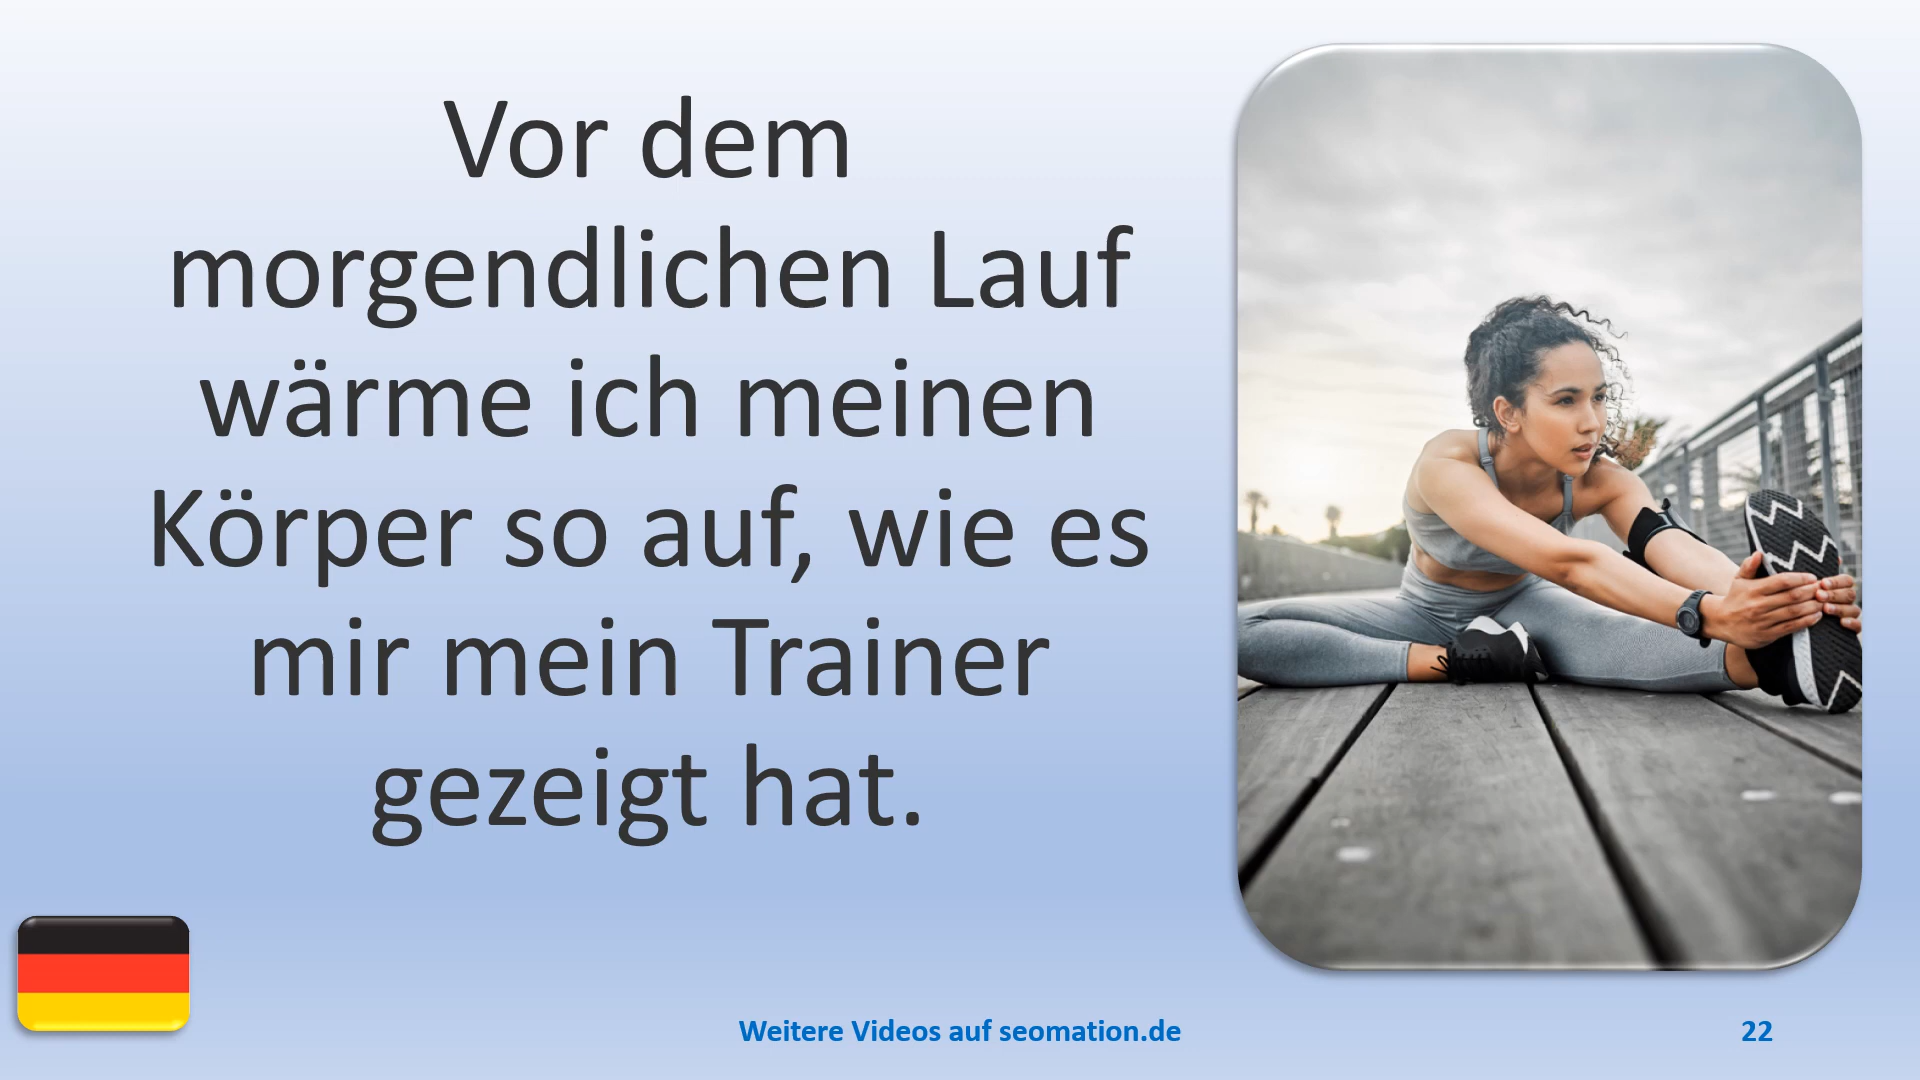 Vor dem
morgendlichen Lauf
wärme ich meinen
Körper so auf, wie es
mir mein Trainer
gezeigt hat.
Weitere Videos auf seomation.de
22